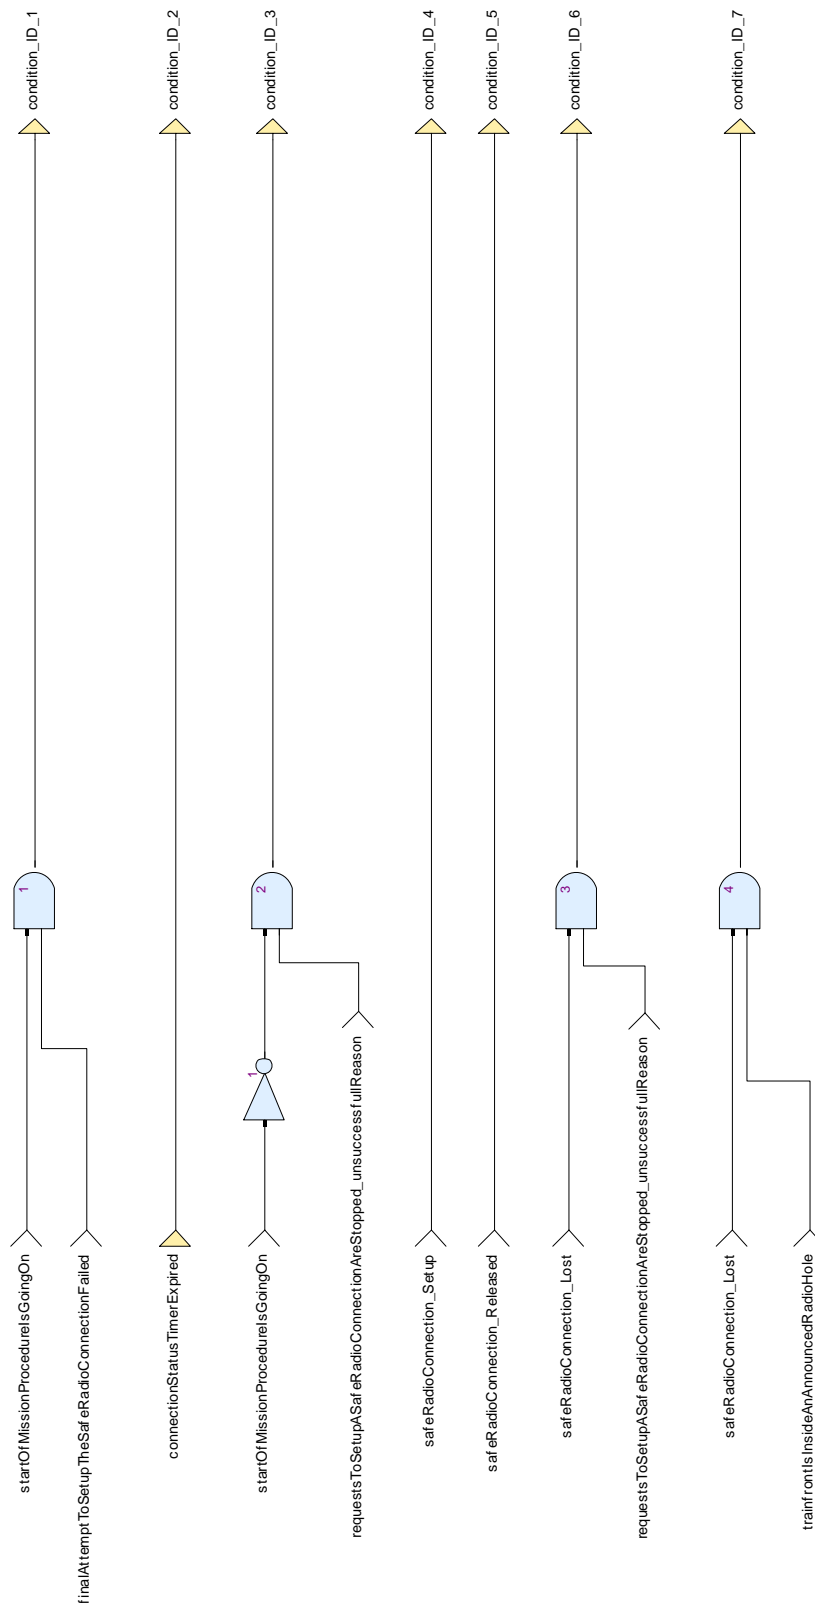 condition_ID_1
condition_ID_2
condition_ID_3
condition_ID_4
condition_ID_5
condition_ID_6
condition_ID_7
1
2
3
4
1
startOfMissionProcedureIsGoingOn
finalAttemptToSetupTheSafeRadioConnectionFailed
connectionStatusTimerExpired
startOfMissionProcedureIsGoingOn
requestsToSetupASafeRadioConnectionAreStopped_unsuccessfullReason
safeRadioConnection_Setup
safeRadioConnection_Released
safeRadioConnection_Lost
requestsToSetupASafeRadioConnectionAreStopped_unsuccessfullReason
safeRadioConnection_Lost
trainfrontIsInsideAnAnnouncedRadioHole